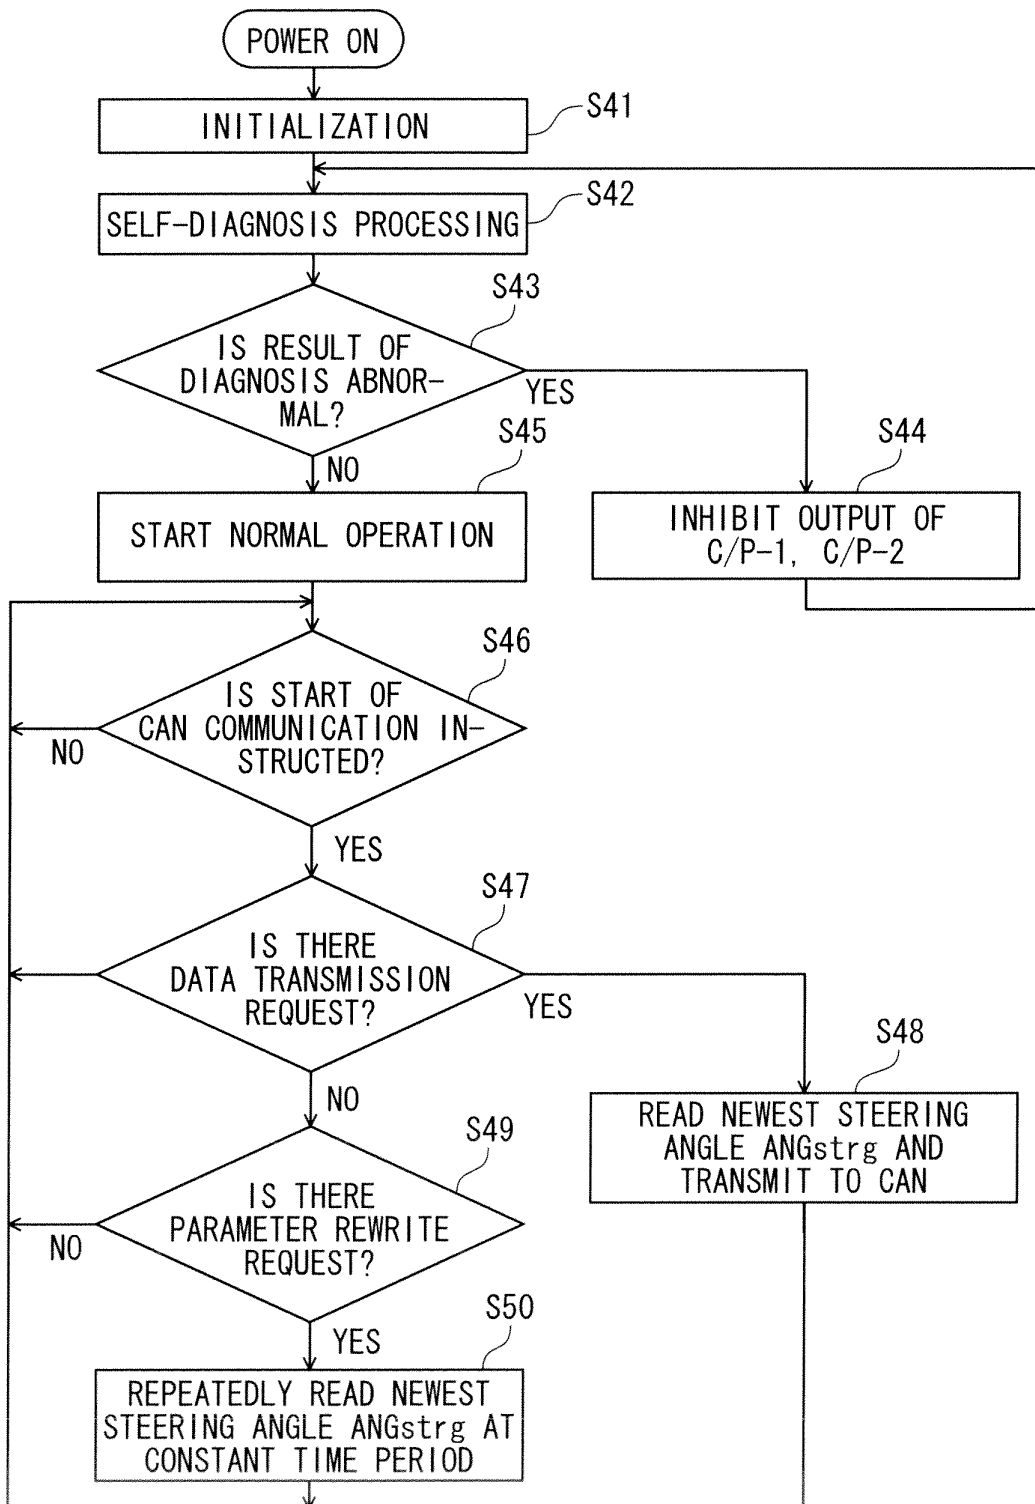 POWER ON
INITIALIZATION
S41
SELF-DIAGNOSIS PROCESSING
S42
S43
IS RESULT OF
DIAGNOSIS ABNOR-
MAL?
YES
NO
S45
START NORMAL OPERATION
S44
INHIBIT OUTPUT OF
C/P-1, C/P-2
S46
IS START OF
CAN COMMUNICATION IN-
STRUCTED?
NO
YES
S47
IS THERE
DATA TRANSMISSION
REQUEST?
YES
NO
S48
READ NEWEST STEERING
ANGLE ANGstrg AND
TRANSMIT TO CAN
S49
IS THERE
PARAMETER REWRITE
REQUEST?
NO
YES
S50
REPEATEDLY READ NEWEST
STEERING ANGLE ANGstrg AT
CONSTANT TIME PERIOD